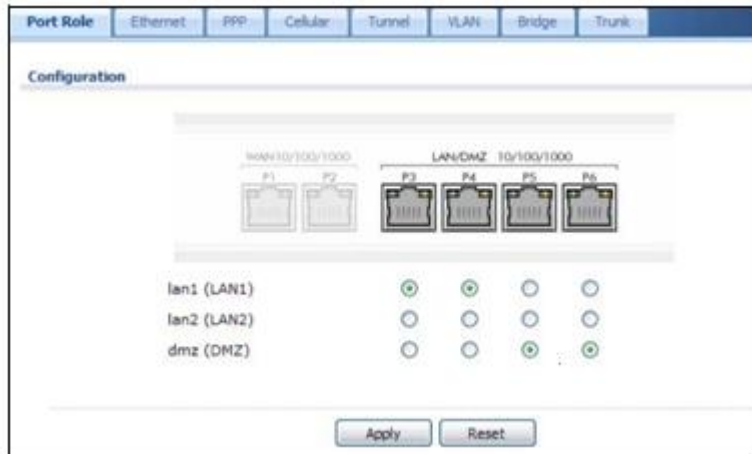 Port Role Ethernet PPP Cellular Tunnel VLAN Bridge Trunk
Configuration
WAN10/100/1000 LAN/DMZ 10/100/1000
P1 P2 P3 P4 P5 P6
lan1 (LAN1)
lan2 (LAN2)
dmz (DMZ)
Apply Reset